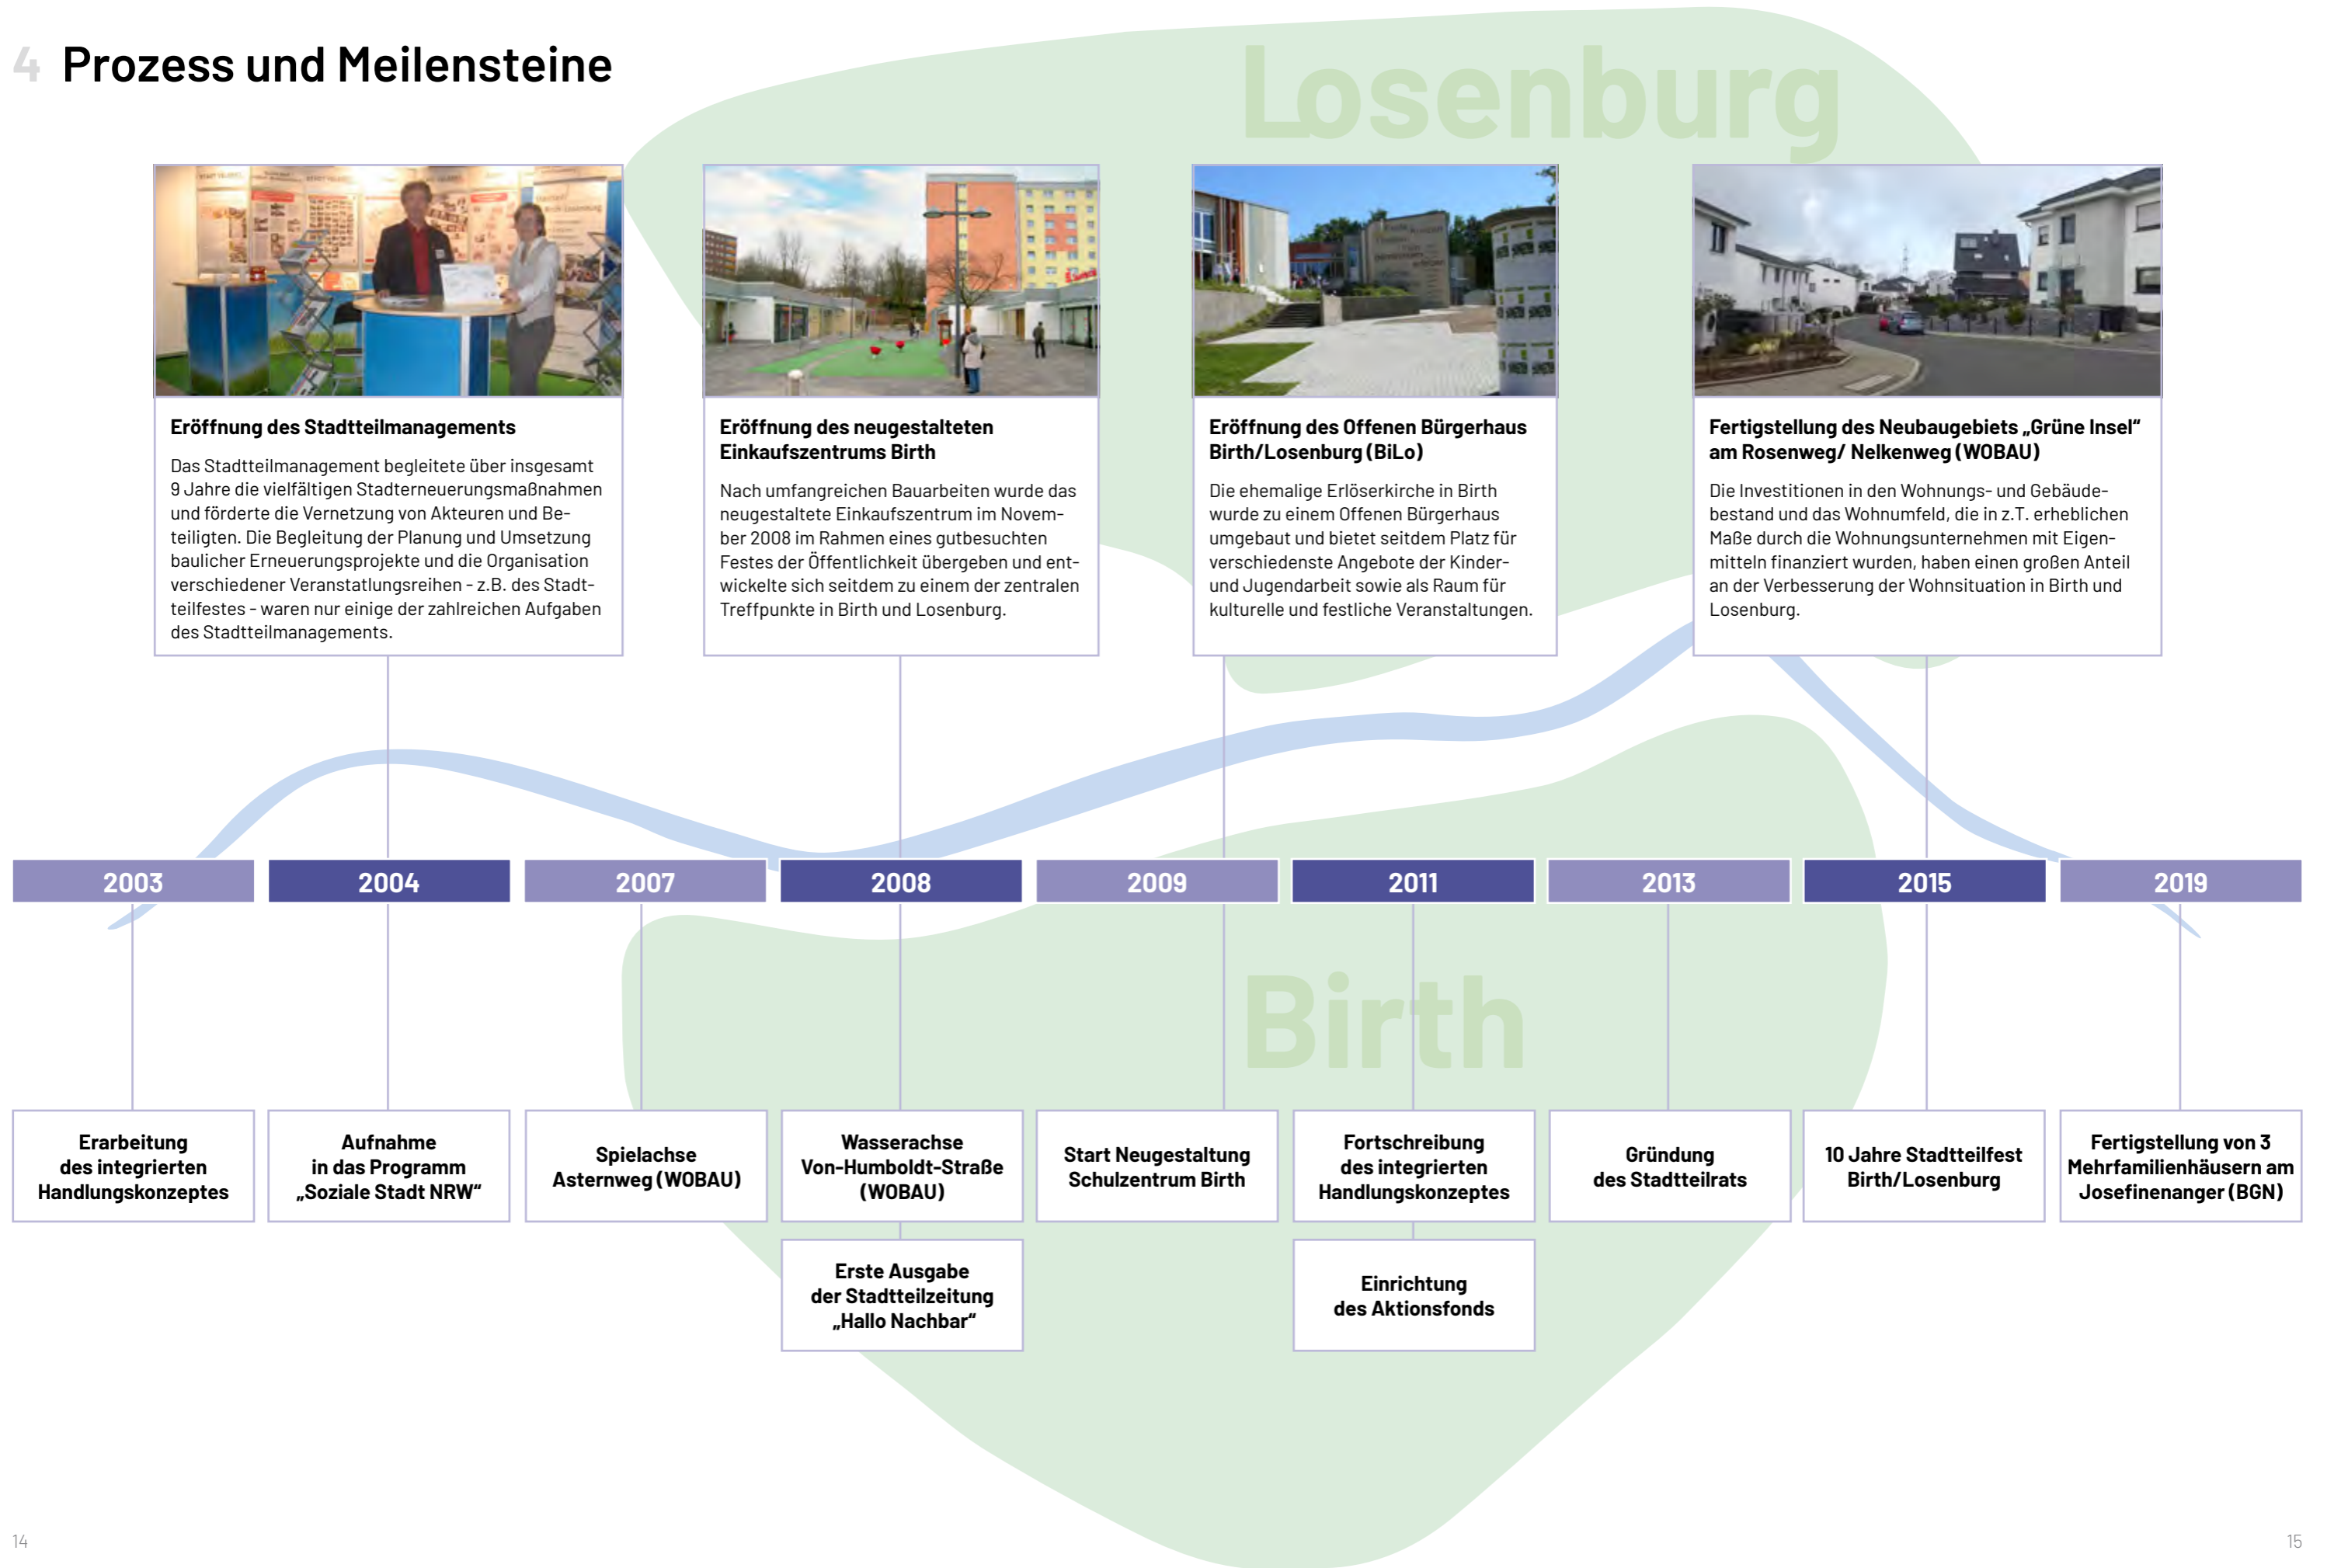 4 Prozess und Meilensteine
Losenburg
Eröffnung des Stadtteilmanagements
Das Stadtteilmanagement begleitete über insgesamt
9 Jahre die vielfältigen Stadterneuerungsmaßnahmen
und förderte die Vernetzung von Akteuren und Be-
teiligten. Die Begleitung der Planung und Umsetzung
baulicher Erneuerungsprojekte und die Organisation
verschiedener Veranstatlungsreihen - z.B. des Stadt-
teilfestes - waren nur einige der zahlreichen Aufgaben
des Stadtteilmanagements.
Eröffnung des neugestalteten
Einkaufszentrums Birth
Nach umfangreichen Bauarbeiten wurde das
neugestaltete Einkaufszentrum im Novem-
ber 2008 im Rahmen eines gutbesuchten
Festes der Öffentlichkeit übergeben und ent-
wickelte sich seitdem zu einem der zentralen
Treffpunkte in Birth und Losenburg.
Eröffnung des Offenen Bürgerhaus
Birth/Losenburg (BiLo)
Die ehemalige Erlöserkirche in Birth
wurde zu einem Offenen Bürgerhaus
umgebaut und bietet seitdem Platz für
verschiedenste Angebote der Kinder-
und Jugendarbeit sowie als Raum für
kulturelle und festliche Veranstaltungen.
Fertigstellung des Neubaugebiets „Grüne Insel“
am Rosenweg/ Nelkenweg (WOBAU)
Die Investitionen in den Wohnungs- und Gebäude-
bestand und das Wohnumfeld, die in z.T. erheblichen
Maße durch die Wohnungsunternehmen mit Eigen-
mitteln finanziert wurden, haben einen großen Anteil
an der Verbesserung der Wohnsituation in Birth und
Losenburg.
2003
2004
2007
2008
2009
2011
2013
2015
2019
Birth
Erarbeitung
des integrierten
Handlungskonzeptes
Aufnahme
in das Programm
„Soziale Stadt NRW“
Spielachse
Asternweg (WOBAU)
Wasserachse
Von-Humboldt-Straße
(WOBAU)
Start Neugestaltung
Schulzentrum Birth
Fortschreibung
des integrierten
Handlungskonzeptes
Gründung
des Stadtteilrats
10 Jahre Stadtteilfest
Birth/Losenburg
Fertigstellung von 3
Mehrfamilienhäusern am
Josefinenanger (BGN)
Erste Ausgabe
der Stadtteilzeitung
„Hallo Nachbar“
Einrichtung
des Aktionsfonds
14
15